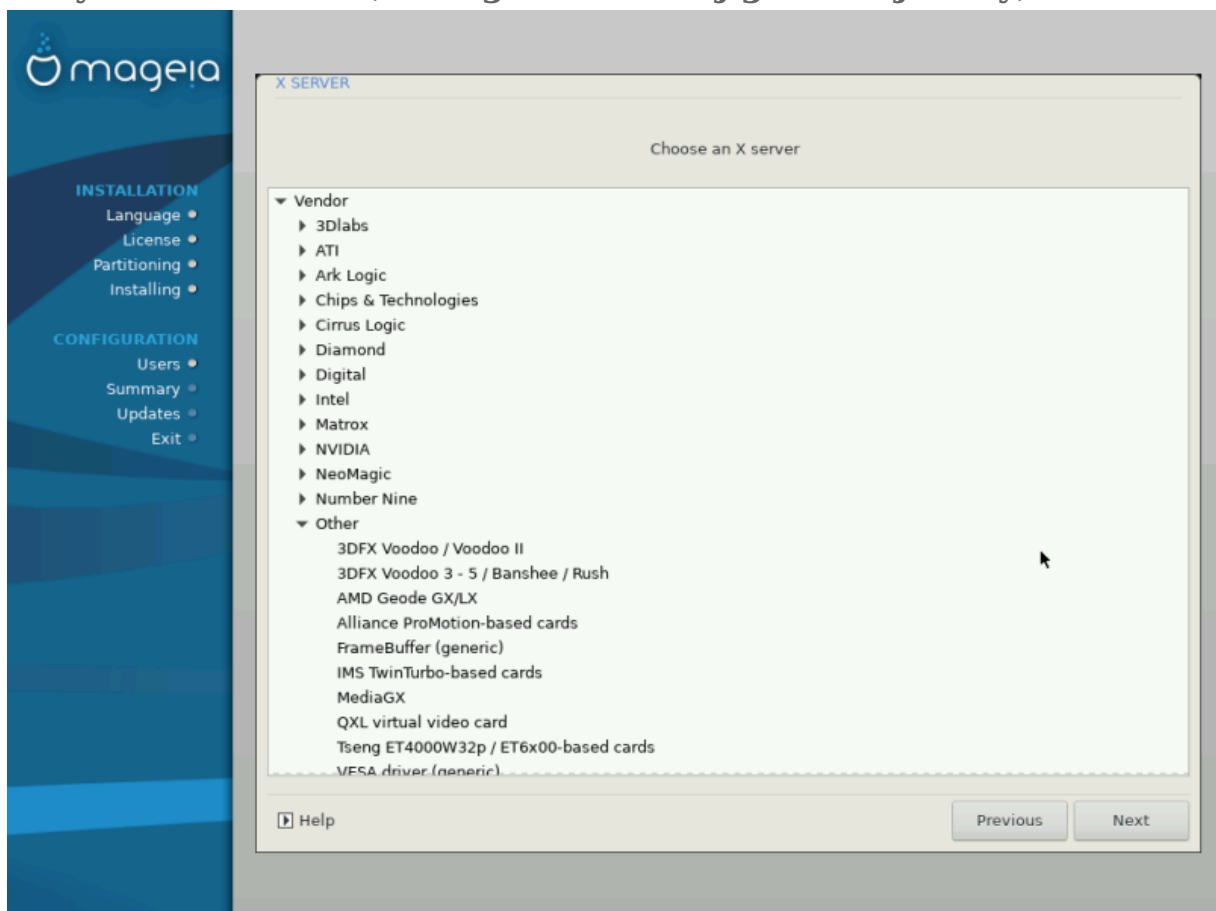 mageia
INSTALLATION
Language
License
Partitioning
Installing
CONFIGURATION
Users
Summary
Updates
Exit
X SERVER
Choose an X server
Vendor
3Dlabs
ATI
Ark Logic
Chips & Technologies
Cirrus Logic
Diamond
Digital
Intel
Matrox
NVIDIA
NeoMagic
Number Nine
Other
3DFX Voodoo / Voodoo II
3DFX Voodoo 3 - 5 / Banshee / Rush
AMD Geode GX/LX
Alliance ProMotion-based cards
FrameBuffer (generic)
IMS TwinTurbo-based cards
MediaGX
QXL virtual video card
Tseng ET4000W32p / ET6x00-based cards
VESA driver (generic)
Help
Previous
Next